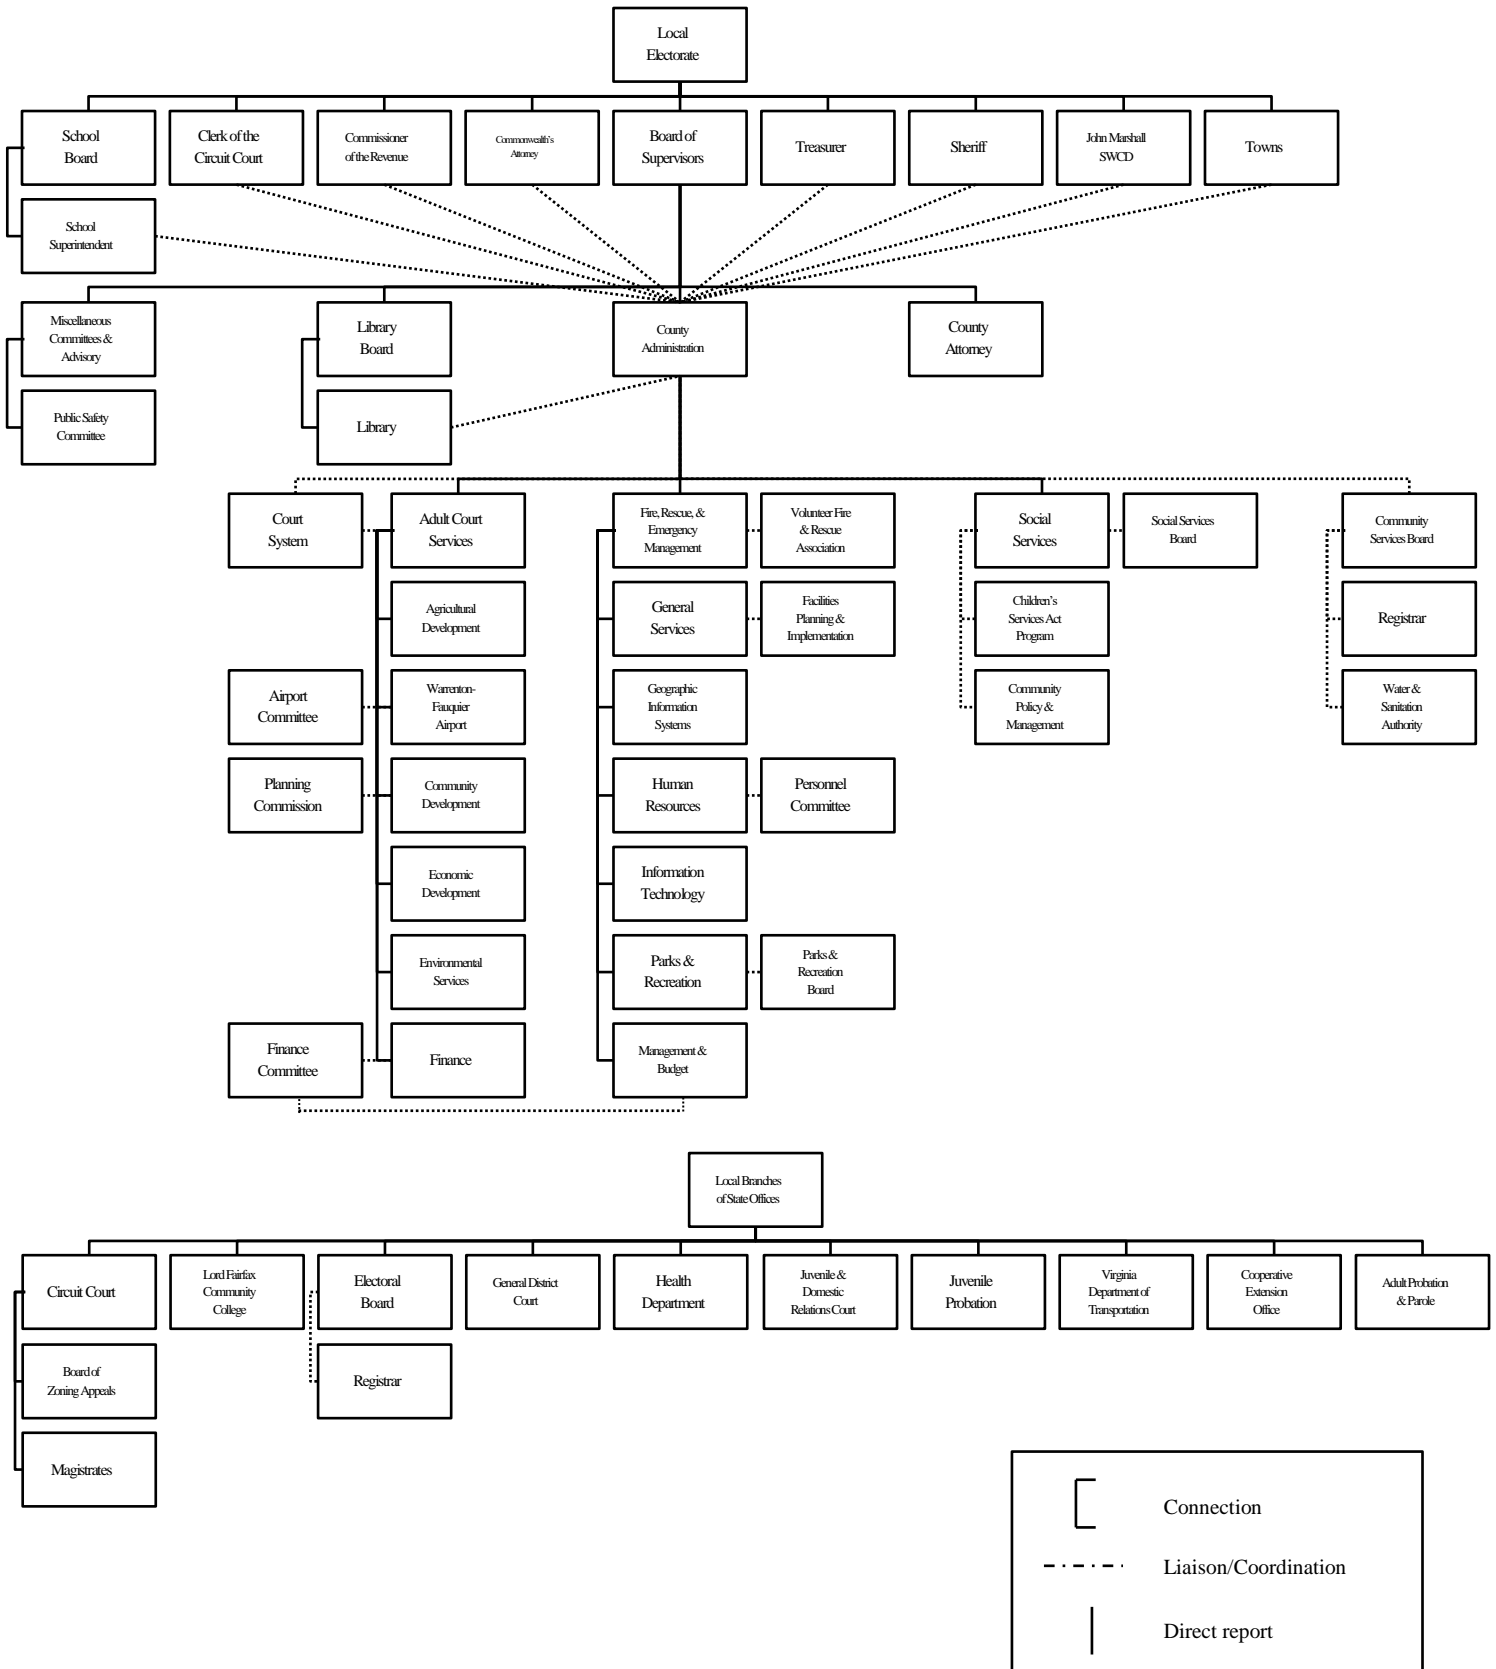 Local
Electorate
School
Board
Clerk of the
Circuit Court
Commissioner
of the Revenue
Commonwealth's
Attorney
Board of
Supervisors
Treasurer
Sheriff
John Marshall
SWCD
Towns
School
Superintendent
Miscellaneous
Committees &
Advisory
Library
Board
County
Administration
County
Attorney
Public Safety
Committee
Library
Court
System
Adult Court
Services
Fire, Rescue, &
Emergency
Management
Volunteer Fire
& Rescue
Association
Social
Services
Social Services
Board
Community
Services Board
Agricultural
Development
General
Services
Facilities
Planning &
Implementation
Children's
Services Act
Program
Registrar
Airport
Committee
Warrenton-
Fauquier
Airport
Geographic
Information
Systems
Community
Policy &
Management
Water &
Sanitation
Authority
Planning
Commission
Community
Development
Human
Resources
Personnel
Committee
Economic
Development
Information
Technology
Environmental
Services
Parks &
Recreation
Parks &
Recreation
Board
Finance
Committee
Finance
Management &
Budget
Local Branches
of State Offices
Circuit Court
Lord Fairfax
Community
College
Electoral
Board
General District
Court
Health
Department
Juvenile &
Domestic
Relations Court
Juvenile
Probation
Virginia
Department of
Transportation
Cooperative
Extension
Office
Adult Probation
& Parole
Board of
Zoning Appeals
Registrar
Magistrates
Connection
Liaison/Coordination
Direct report